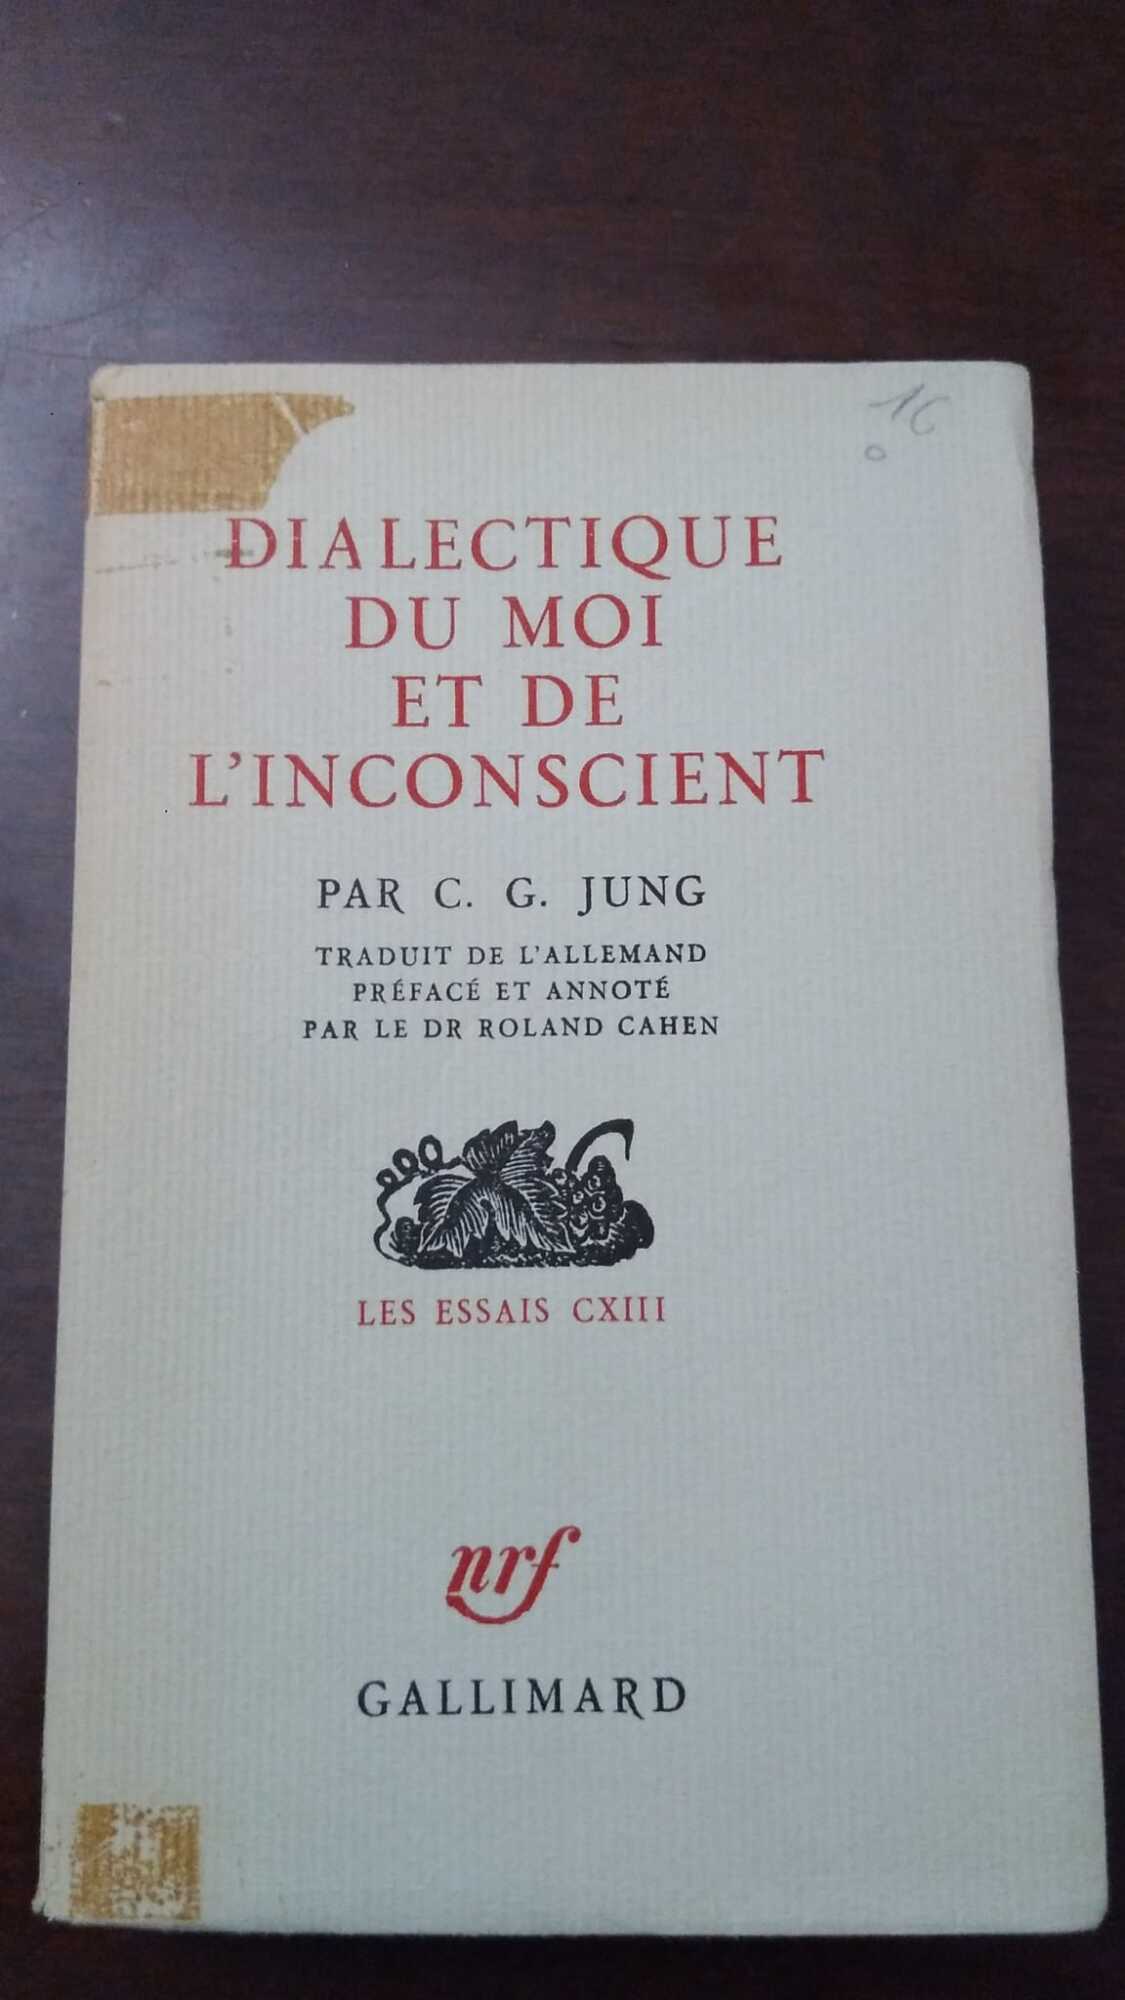 16
DIALECTIQUE
DU MOI
ET DE
L'INCONSCIENT
PAR C. G. JUNG
TRADUIT DE L'ALLEMAND
PRÉFACÉ ET ANNOTÉ
PAR LE DR ROLAND CAHEN
LES ESSAIS CXIII
nrf
GALLIMARD